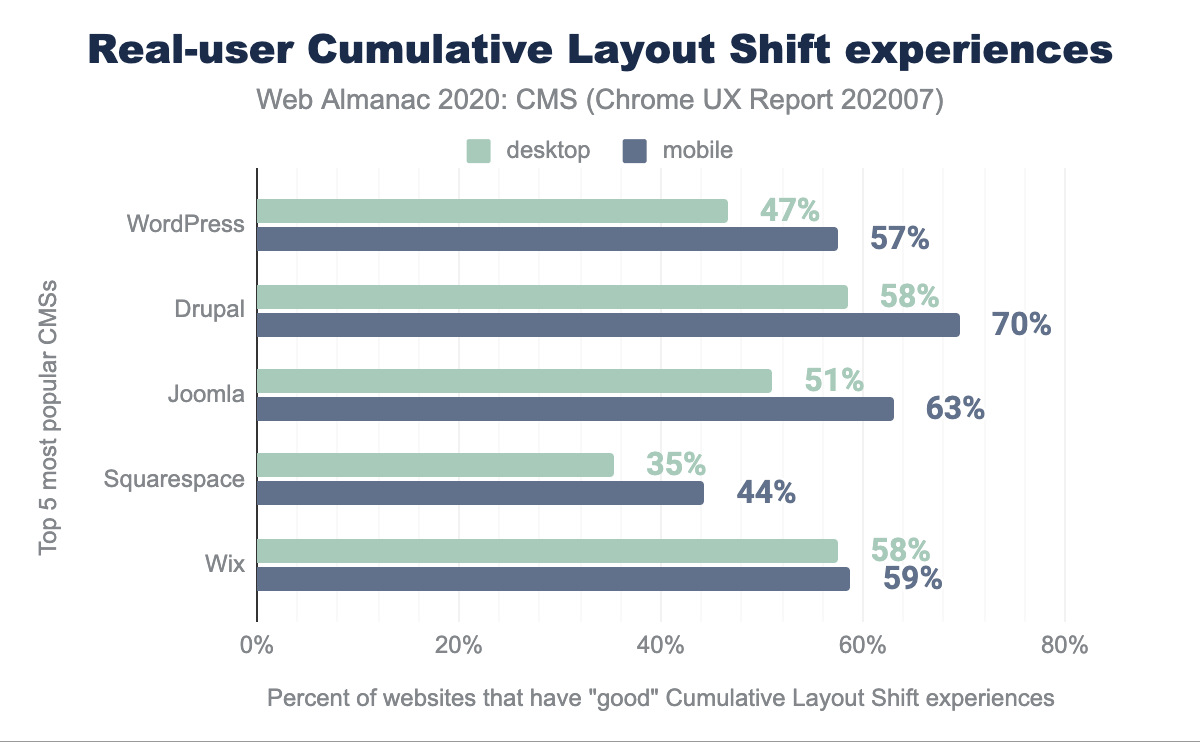 Real-user Cumulative Layout Shift experiences
Web Almanac 2020: CMS (Chrome UX Report 202007)
desktop
mobile
Top 5 most popular CMSs
WordPress
47%
57%
Drupal
58%
70%
Joomla
51%
63%
Squarespace
35%
44%
Wix
58%
59%
0%
20%
40%
60%
80%
Percent of websites that have "good" Cumulative Layout Shift experiences